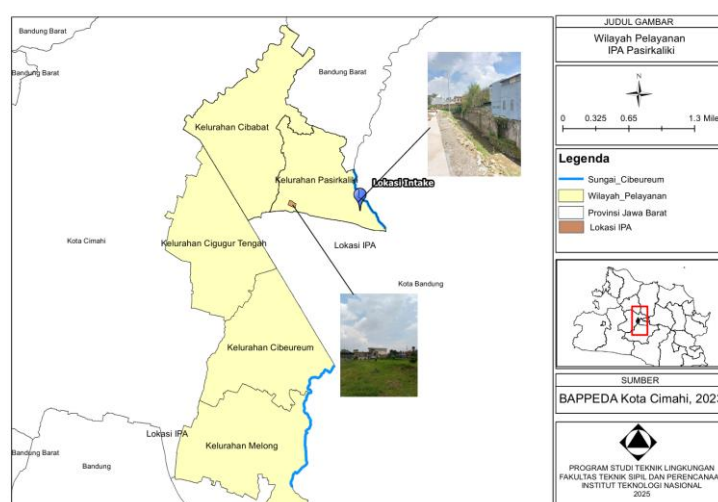 Bandung Barat
Bandung Barat
Bandung Barat
Kelurahan Cibabat
Kelurahan Pasirkaliki
Lokasi Intake
Kota Cimahi
Kelurahan Cigugur Tengah
Lokasi IPA
Kota Bandung
Kelurahan Cibeureum
Lokasi IPA
Kelurahan Melong
Bandung Barat
Bandung
Bandung Barat
JUDUL GAMBAR
Wilayah Pelayanan
IPA Pasirkaliki
N
0 0.325 0.65 1.3 Mile
Legenda
Sungai_Cibeureum
Wilayah_Pelayanan
Provinsi Jawa Barat
Lokasi IPA
SUMBER
BAPPEDA Kota Cimahi, 2023
PROGRAM STUDI TEKNIK LINGKUNGAN
FAKULTAS TEKNIK SIPIL DAN PERENCANAA
INSTITUT TEKNOLOGI NASIONAL
2025